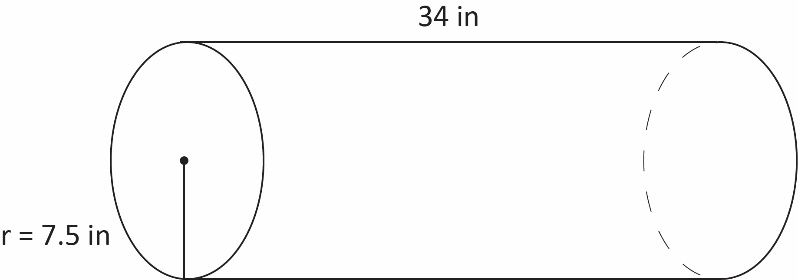 34 in
r = 7.5 in